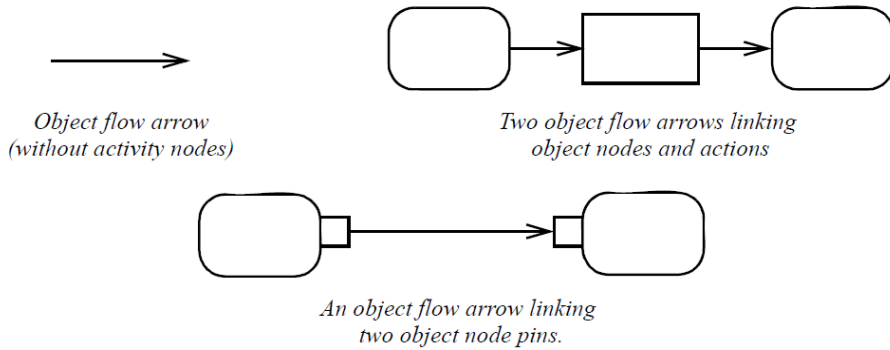 Object flow arrow
(without activity nodes)
Two object flow arrows linking
object nodes and actions
An object flow arrow linking
two object node pins.